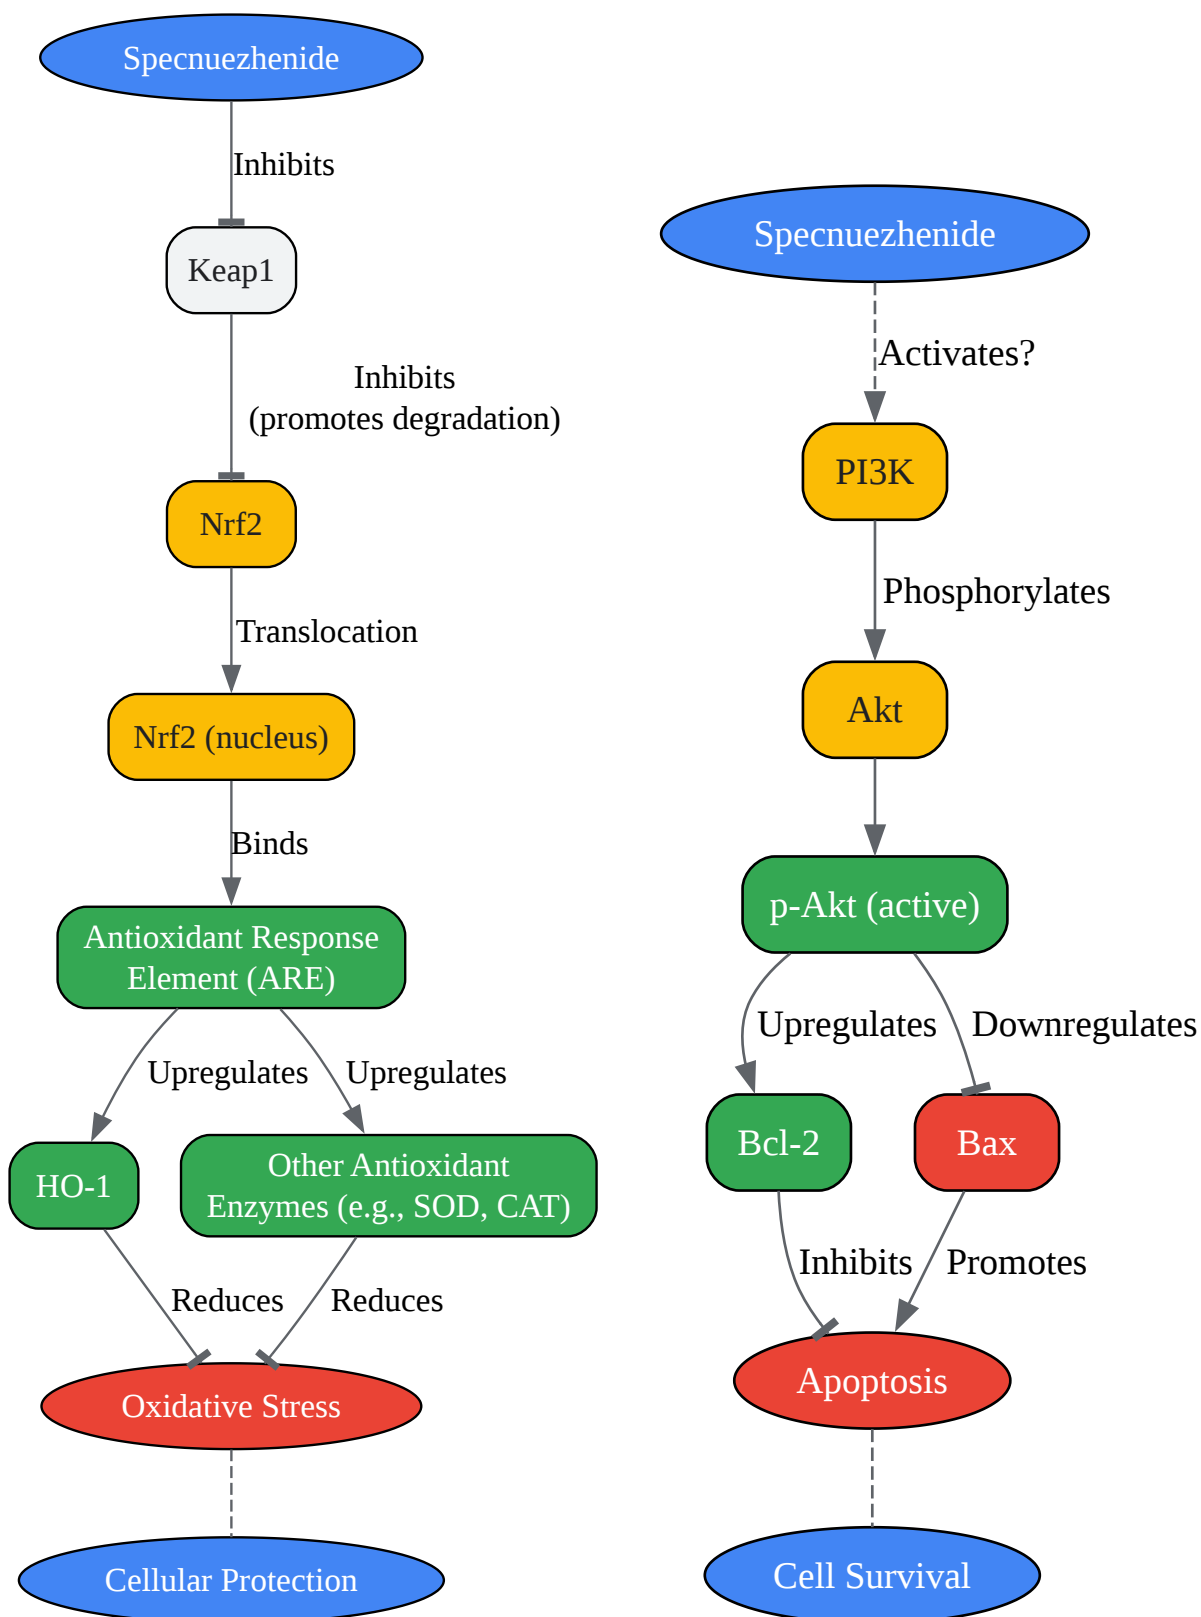 Specnuezhenide
Inhibits
Keap1
Inhibits
(promotes degradation)
Nrf2
Translocation
Nrf2 (nucleus)
Binds
Antioxidant Response
Element (ARE)
Upregulates
Upregulates
HO-1
Other Antioxidant
Enzymes (e.g., SOD, CAT)
Reduces
Reduces
Oxidative Stress
Cellular Protection
Specnuezhenide
Activates?
PI3K
Phosphorylates
Akt
p-Akt (active)
Upregulates
Downregulates
Bcl-2
Bax
Inhibits
Promotes
Apoptosis
Cell Survival